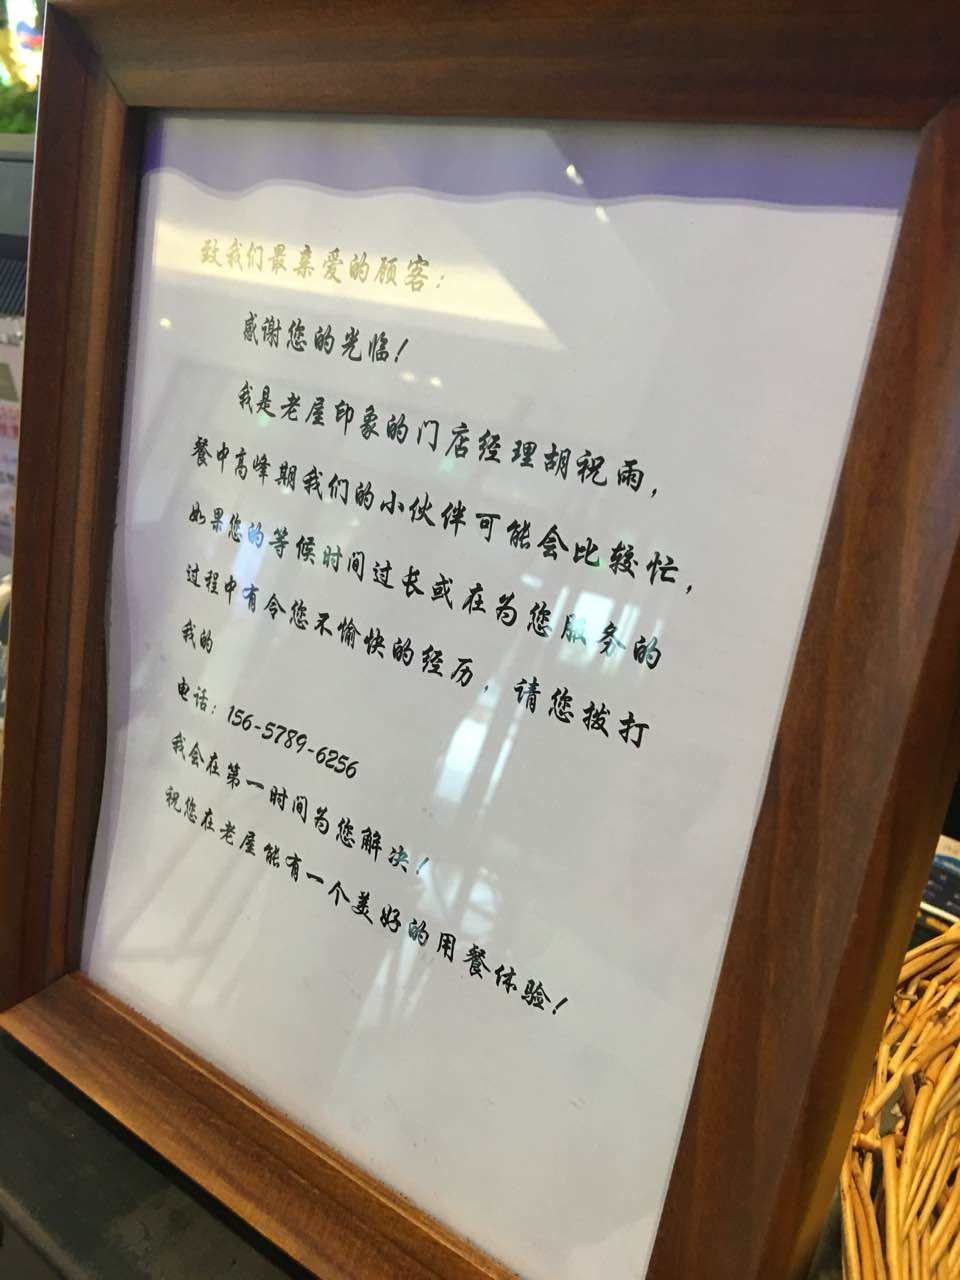 致我们最亲爱的顾客：
感谢您的光临！
我是老屋印象的门店经理胡祝雨，
餐中高峰期我们的小伙伴可能会比较忙，
如果您的等候时间过长或在为您服务的
过程中有令您不愉快的经历，请您拨打
我的
电话：156-5789-6256
我会在第一时间为您解决！
祝您在老屋能有一个美好的用餐体验！